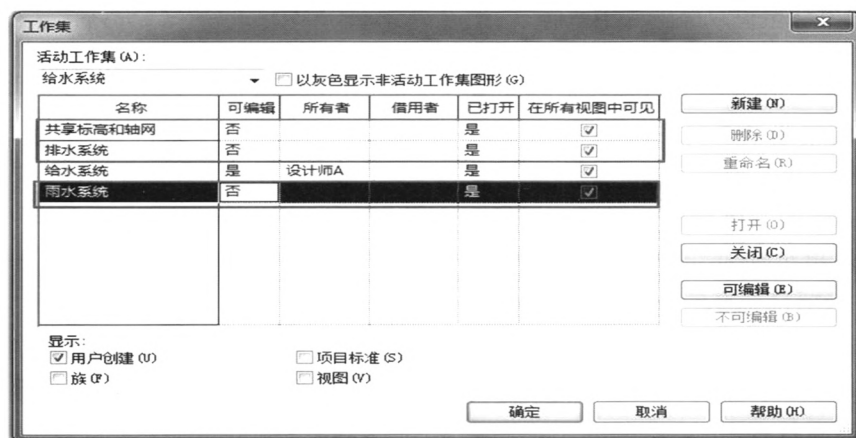 工作集
活动工作集(A):
给水系统
以灰色显示非活动工作集图形(G)
名称 可编辑 所有者 借用者 已打开 在所有视图中可见
共享标高和轴网 否 是
排水系统 否 是
给水系统 是 设计师A 是
雨水系统 否 是
新建(N)
删除(D)
重命名(R)
打开(O)
关闭(C)
可编辑(E)
不可编辑(B)
显示:
用户创建(U) 项目标准(S)
族(F) 视图(V)
确定 取消 帮助(H)